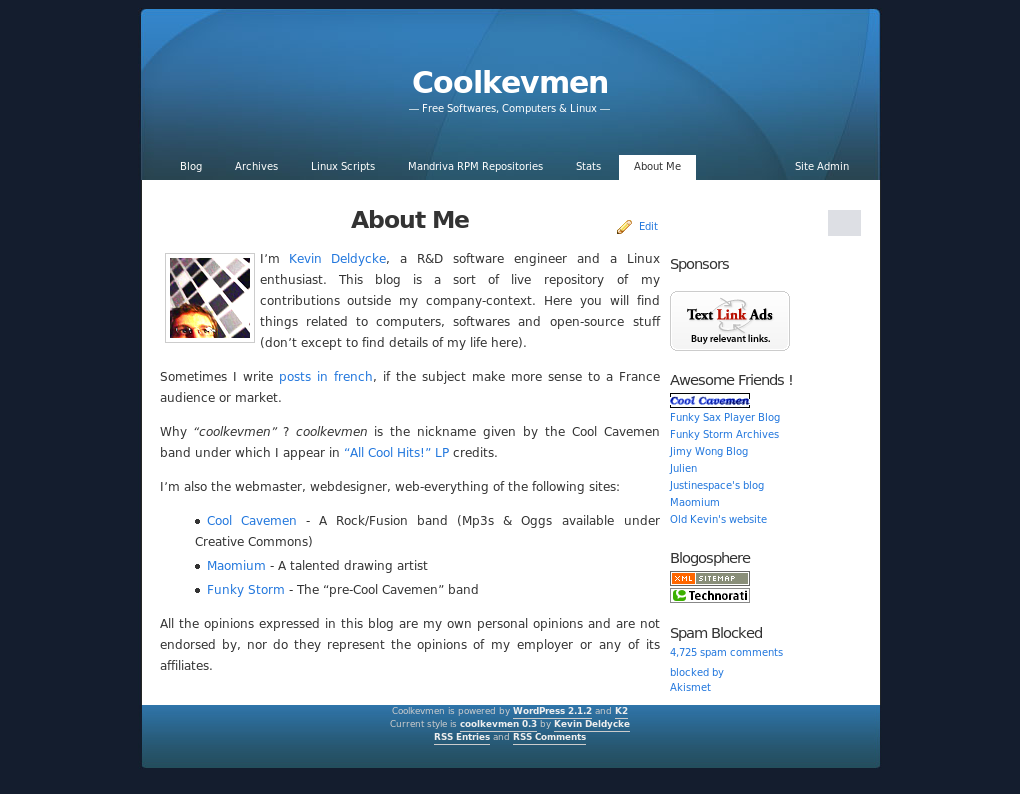 Coolkevmen
— Free Softwares, Computers & Linux —
Blog Archives Linux Scripts Mandriva RPM Repositories Stats About Me Site Admin
About Me
Edit
I’m Kevin Deldycke, a R&D software engineer and a Linux
enthusiast. This blog is a sort of live repository of my
contributions outside my company-context. Here you will find
things related to computers, softwares and open-source stuff
(don’t except to find details of my life here).
Sometimes I write posts in french, if the subject make more sense to a France
audience or market.
Why “coolkevmen” ? coolkevmen is the nickname given by the Cool Cavemen
band under which I appear in “All Cool Hits!” LP credits.
I’m also the webmaster, webdesigner, web-everything of the following sites:
• Cool Cavemen - A Rock/Fusion band (Mp3s & Oggs available under
Creative Commons)
• Maomium - A talented drawing artist
• Funky Storm - The “pre-Cool Cavemen” band
All the opinions expressed in this blog are my own personal opinions and are not
endorsed by, nor do they represent the opinions of my employer or any of its
affiliates.
Sponsors
Text Link Ads
Buy relevant links.
Awesome Friends !
Cool Cavemen
Funky Sax Player Blog
Funky Storm Archives
Jimy Wong Blog
Julien
Justinespace's blog
Maomium
Old Kevin's website
Blogosphere
XML SITEMAP
Technorati
Spam Blocked
4,725 spam comments
blocked by
Akismet
Coolkevmen is powered by WordPress 2.1.2 and K2
Current style is coolkevmen 0.3 by Kevin Deldycke
RSS Entries and RSS Comments